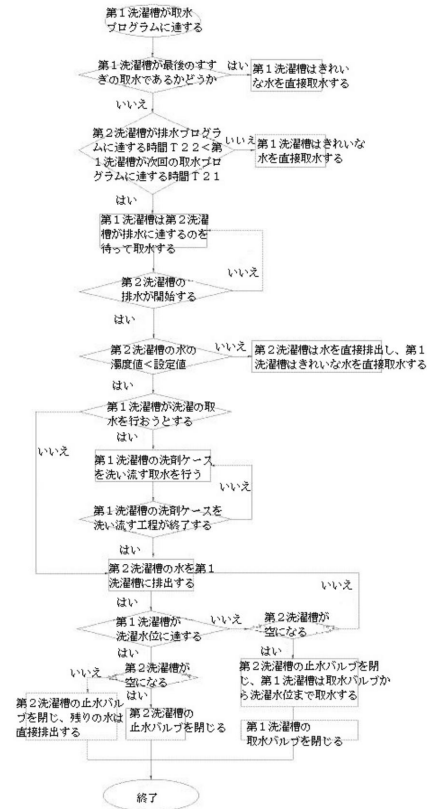 第１洗濯槽が取水
プログラムに達する
第１洗濯槽が最後のすす
ぎの取水であるかどうか
はい
第１洗濯槽はきれい
な水を直接取水する
いいえ
第２洗濯槽が排水プログラ
ムに達する時間Ｔ２２＜第
１洗濯槽が次回の取水プロ
グラムに達する時間Ｔ２１
いいえ
第１洗濯槽はきれいな
水を直接取水する
はい
第１洗濯槽は第２洗濯
槽が排水に達するのを
待って取水する
いいえ
第２洗濯槽の
排水が開始する
はい
第２洗濯槽の水の
濁度値＜設定値
いいえ
第２洗濯槽は水を直接排出し、第１
洗濯槽はきれいな水を直接取水する
はい
第１洗濯槽が洗濯の取
水を行おうとする
いいえ
はい
第１洗濯槽の洗剤ケース
を洗い流す取水を行う
いいえ
第１洗濯槽の洗剤ケースを
洗い流す工程が終了する
はい
第２洗濯槽の水を第１
洗濯槽に排出する
いいえ
はい
第１洗濯槽が
洗濯水位に達する
いいえ
第２洗濯槽が
空になる
はい
はい
第２洗濯槽が
空になる
いいえ
はい
第２洗濯槽の止水バルブを閉
じ、第１洗濯槽は取水バルブか
ら洗濯水位まで取水する
第２洗濯槽の止水バル
ブを閉じ、残りの水は
直接排出する
第２洗濯槽の
止水バルブを閉じる
第１洗濯槽の
取水バルブを閉じる
終了